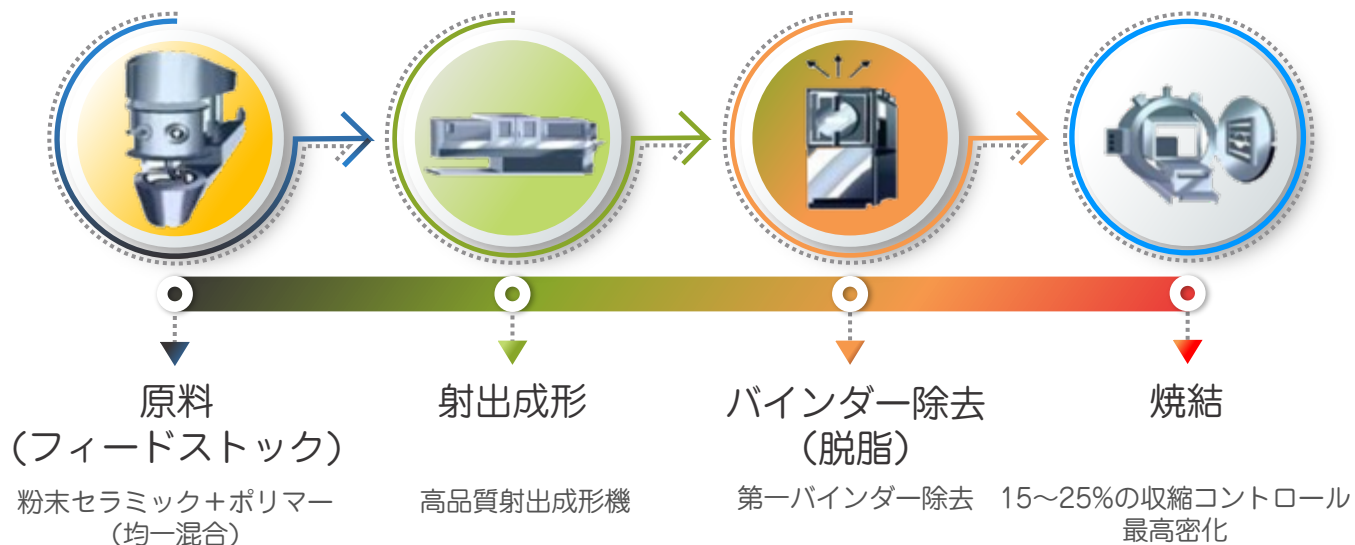 原料
(フィードストック)
粉末セラミック＋ポリマー
(均一混合)
射出成形
高品質射出成形機
バインダー除去
(脱脂)
第一バインダー除去
焼結
15～25%の収縮コントロール
最高密化